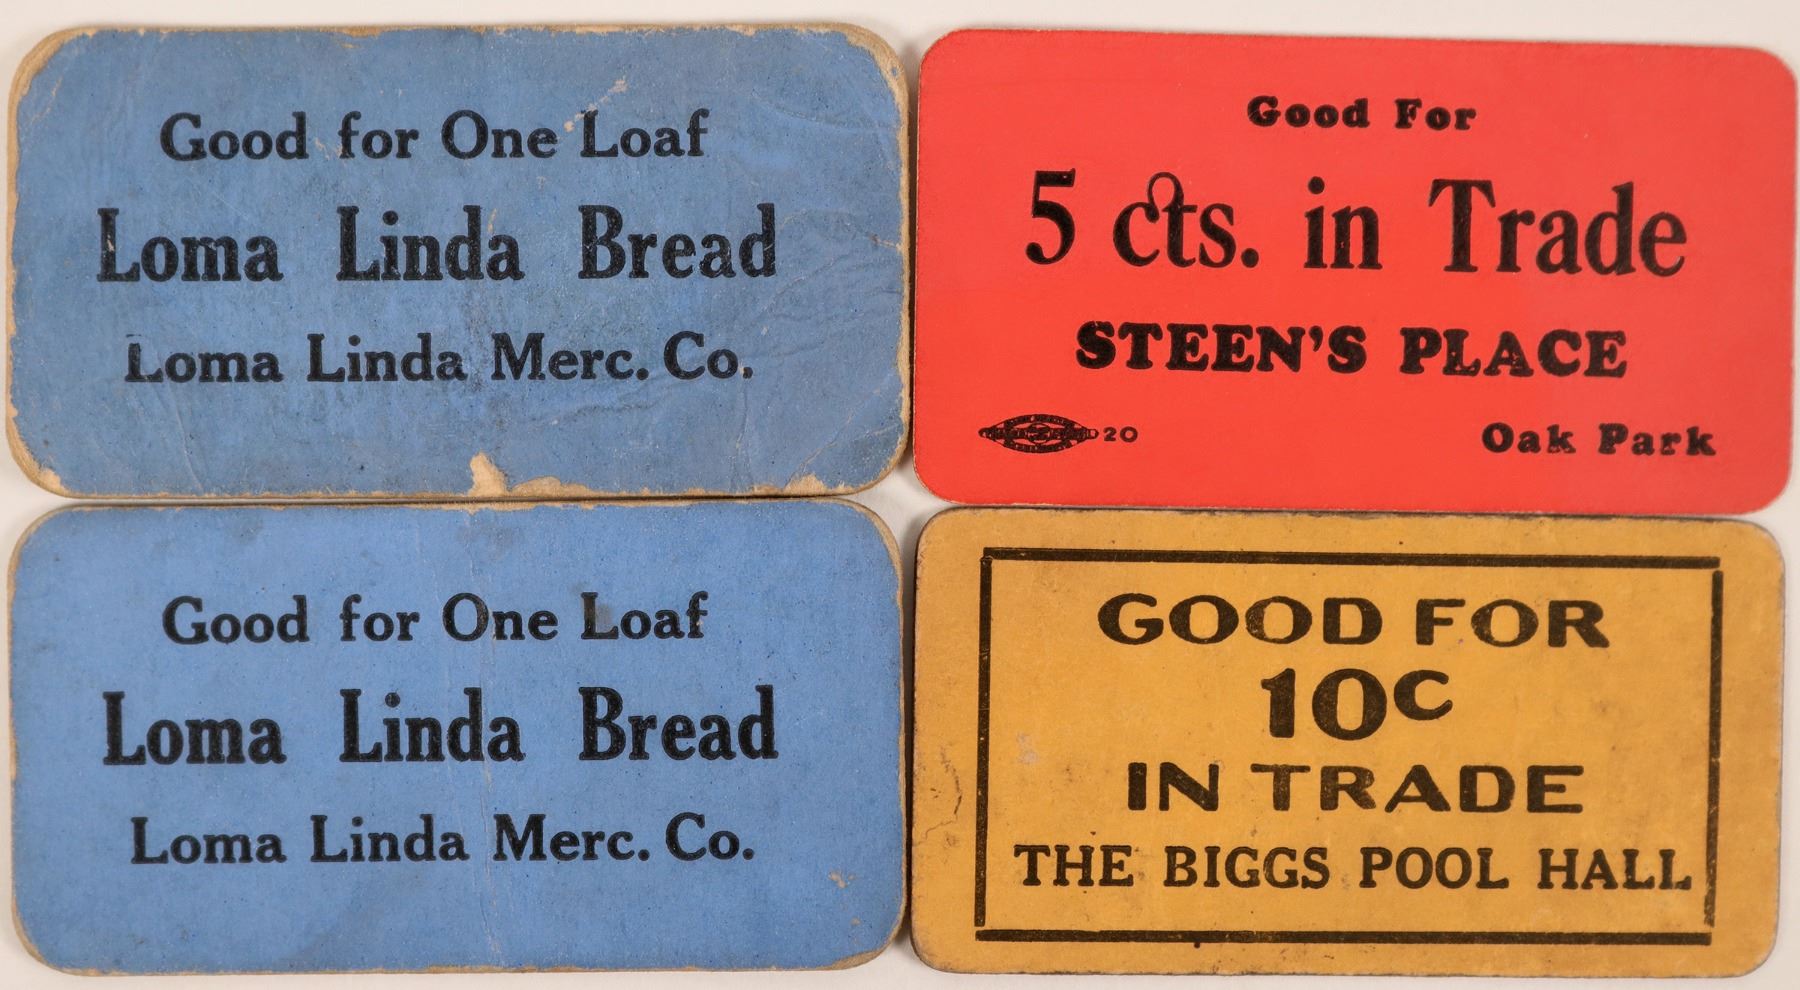 Good for One Loaf
Loma Linda Bread
Loma Linda Merc. Co.
Good For
5 cts. in Trade
STEEN'S PLACE
20
Oak Park
Good for One Loaf
Loma Linda Bread
Loma Linda Merc. Co.
GOOD FOR
10c
IN TRADE
THE BIGGS POOL HALL